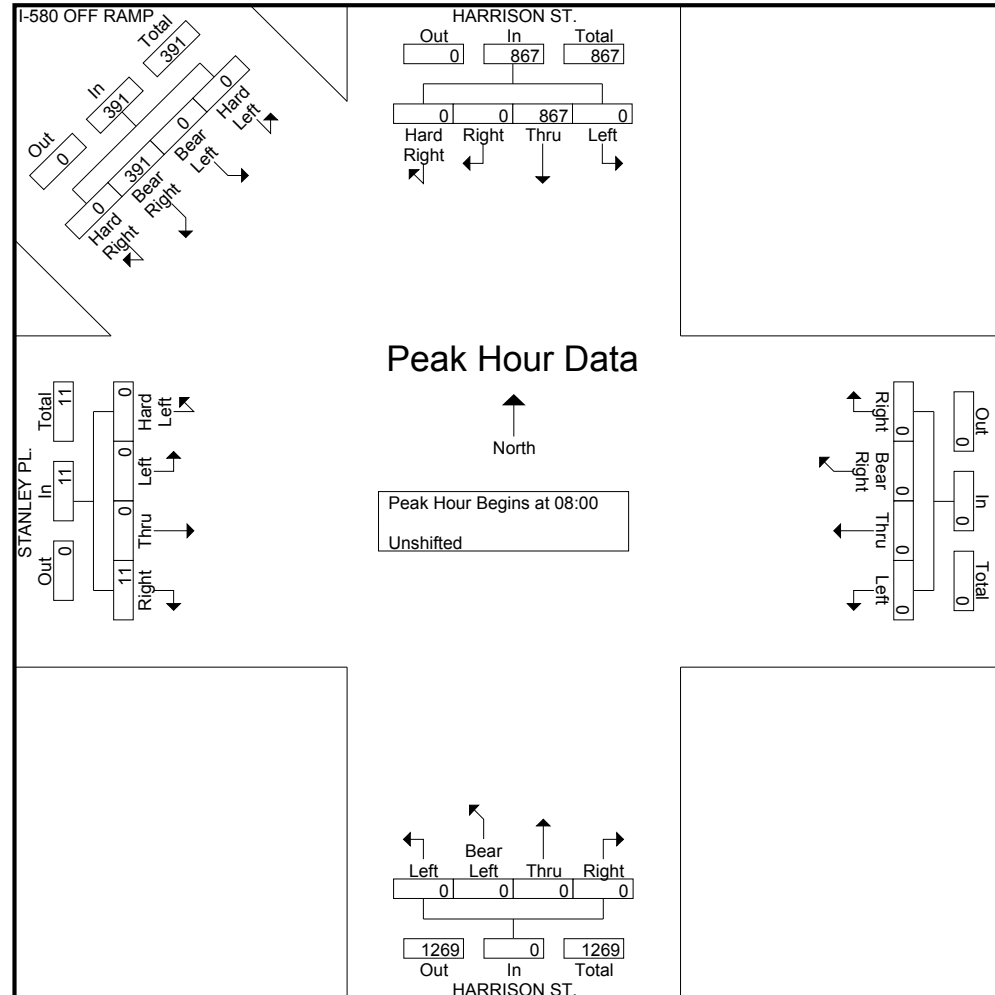 I-580 OFF RAMP
Total
391
In
391
Out
0
0
Hard
Left
0
Bear
Left
391
Bear
Right
0
Hard
Right
HARRISON ST.
Out In Total
0 867 867
0 0 867 0
Hard Right Thru Left
Right
Peak Hour Data
North
Peak Hour Begins at 08:00
Unshifted
STANLEY PL.
Total
11
In
11
Out
0
0
Hard
Left
0
Left
0
Thru
11
Right
Right
0
Bear
Right
0
Thru
0
Left
0
Out
0
In
0
Total
0
Bear
Left Left Thru Right
0 0 0 0
1269 0 1269
Out In Total
HARRISON ST.